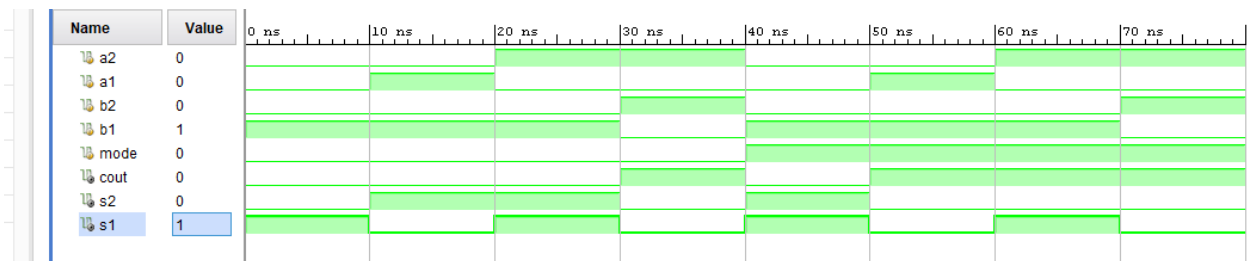 Name Value 0 ns 10 ns 20 ns 30 ns 40 ns 50 ns 60 ns 70 ns
a2 0
a1 0
b2 0
b1 1
mode 0
cout 0
s2 0
s1 1